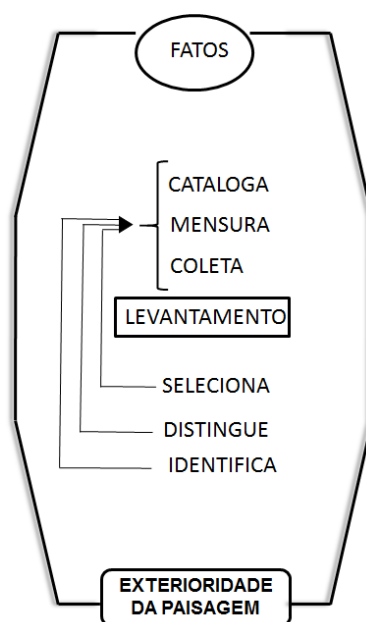 FATOS
CATALOGA
MENSURA
COLETA
LEVANTAMENTO
SELECIONA
DISTINGUE
IDENTIFICA
EXTERIORIDADE
DA PAISAGEM